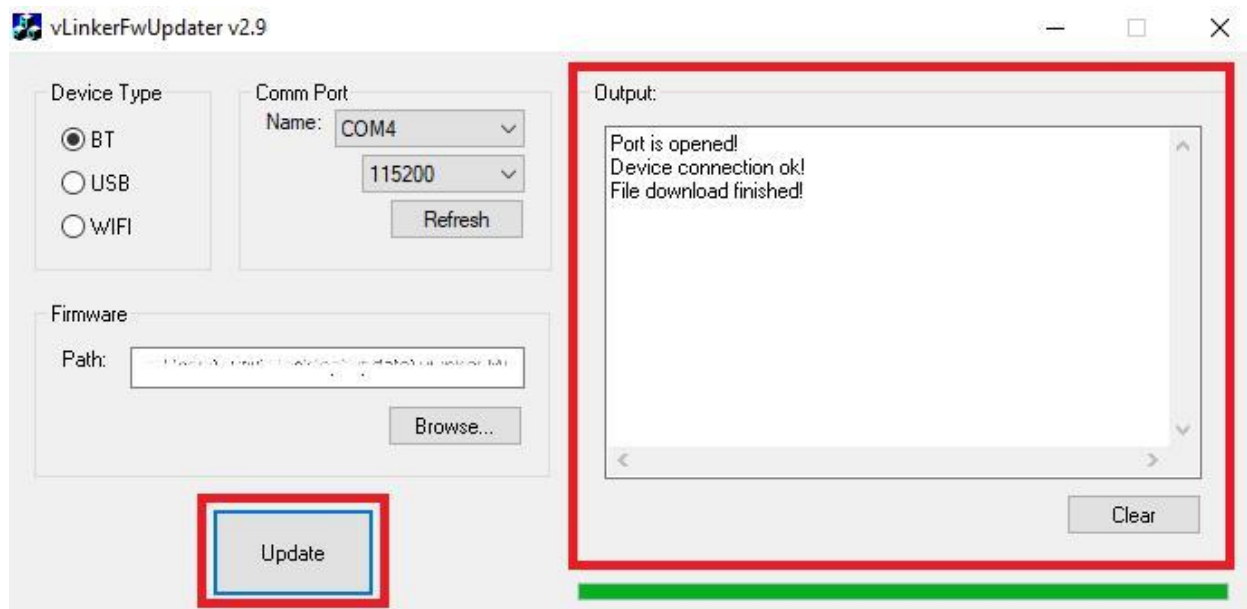 vLinkerFwUpdater v2.9
Device Type
BT
USB
WIFI
Comm Port
Name: COM4
115200
Refresh
Firmware
Path:
Browse...
Update
Output:
Port is opened!
Device connection ok!
File download finished!
Clear